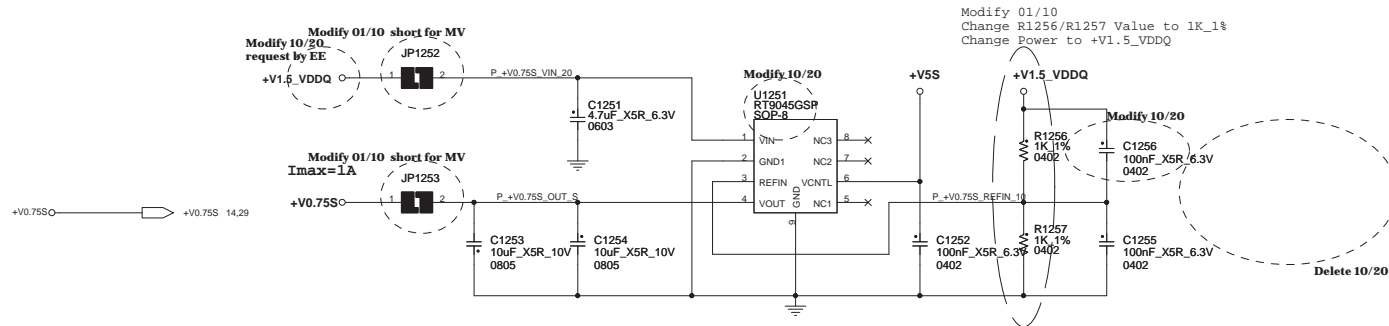 Modify 01/10
Change R1256/R1257 Value to 1K_1%
Change Power to +V1.5_VDDQ
Modify 01/10 short for MV
Modify 10/20
request by EE
JP1252
+V1.5_VDDQ
1
2
P_+V0.75S_VIN_20
C1251
4.7uF_X5R_6.3V
0603
Modify 10/20
U1251
RT9045GSP
SOP-8
1 VIN
2 GND1
3 REFIN
4 VOUT
NC3 8
NC2 7
VCNTL 6
NC1 5
GND
9
+V5S
+V1.5_VDDQ
Modify 10/20
R1256
1K_1%
0402
C1256
100nF_X5R_6.3V
0402
Modify 01/10 short for MV
Imax=1A
JP1253
+V0.75S
1
2
P_+V0.75S_OUT_S
P_+V0.75S_REFIN_10
+V0.75S
+V0.75S 14,29
C1253
10uF_X5R_10V
0805
C1254
10uF_X5R_10V
0805
C1252
100nF_X5R_6.3V
0402
R1257
1K_1%
0402
C1255
100nF_X5R_6.3V
0402
Delete 10/20